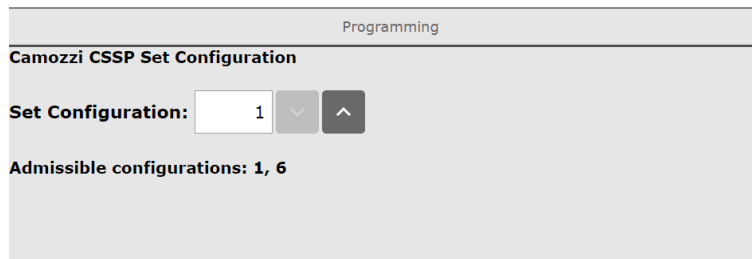 Programming
Camozzi CSSP Set Configuration
Set Configuration: 1
Admissible configurations: 1, 6